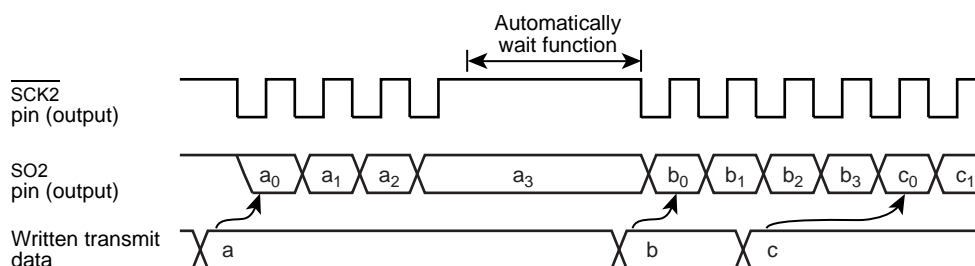 Automatically
wait function
SCK2
pin (output)
SO2
pin (output)
a0 a1 a2 a3 b0 b1 b2 b3 c0 c1
Written transmit
data
a b c